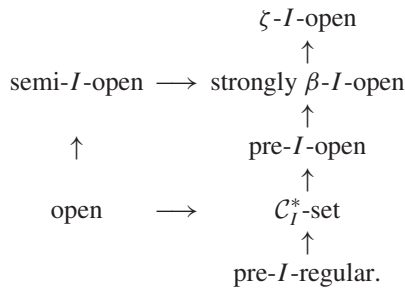 ζ-I-open
↑
semi-I-open ⟶ strongly β-I-open
↑
pre-I-open
↑ ↑
open ⟶ 𝒞*_I-set
↑
pre-I-regular.